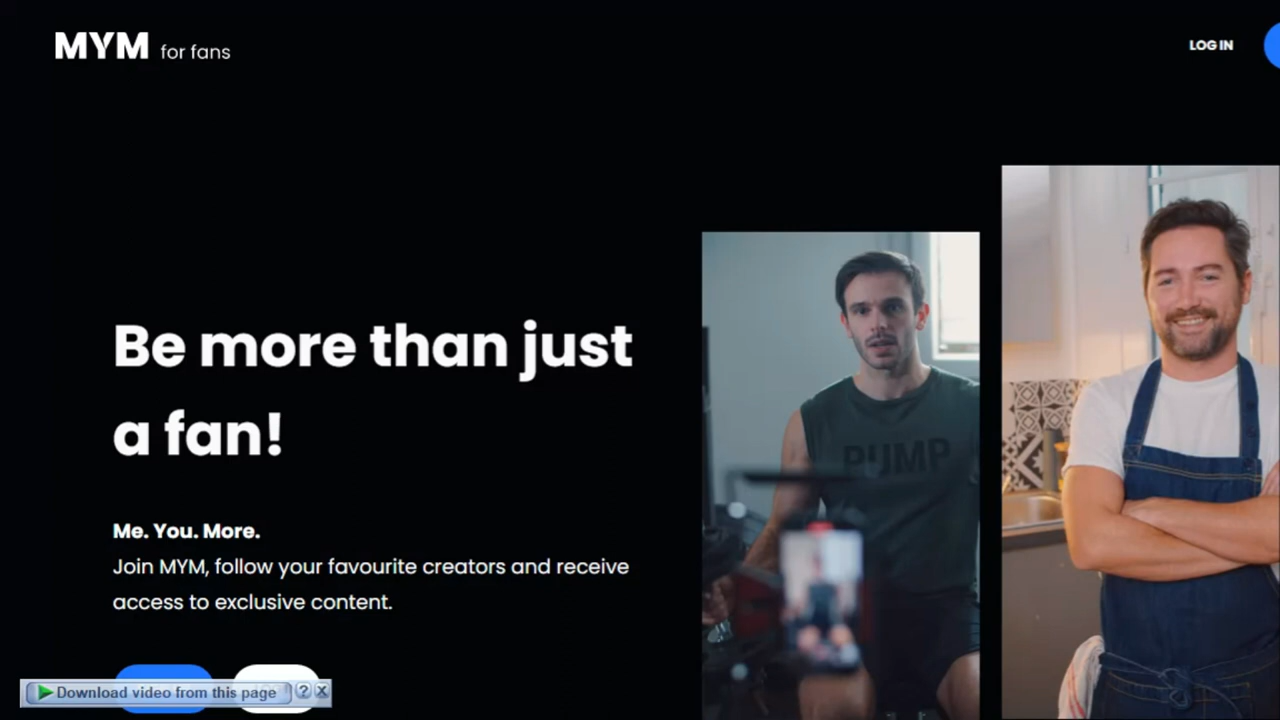 MYM for fans
LOG IN
Be more than just
a fan!
Me. You. More.
Join MYM, follow your favourite creators and receive
access to exclusive content.
PUMP
Download video from this page
?
X